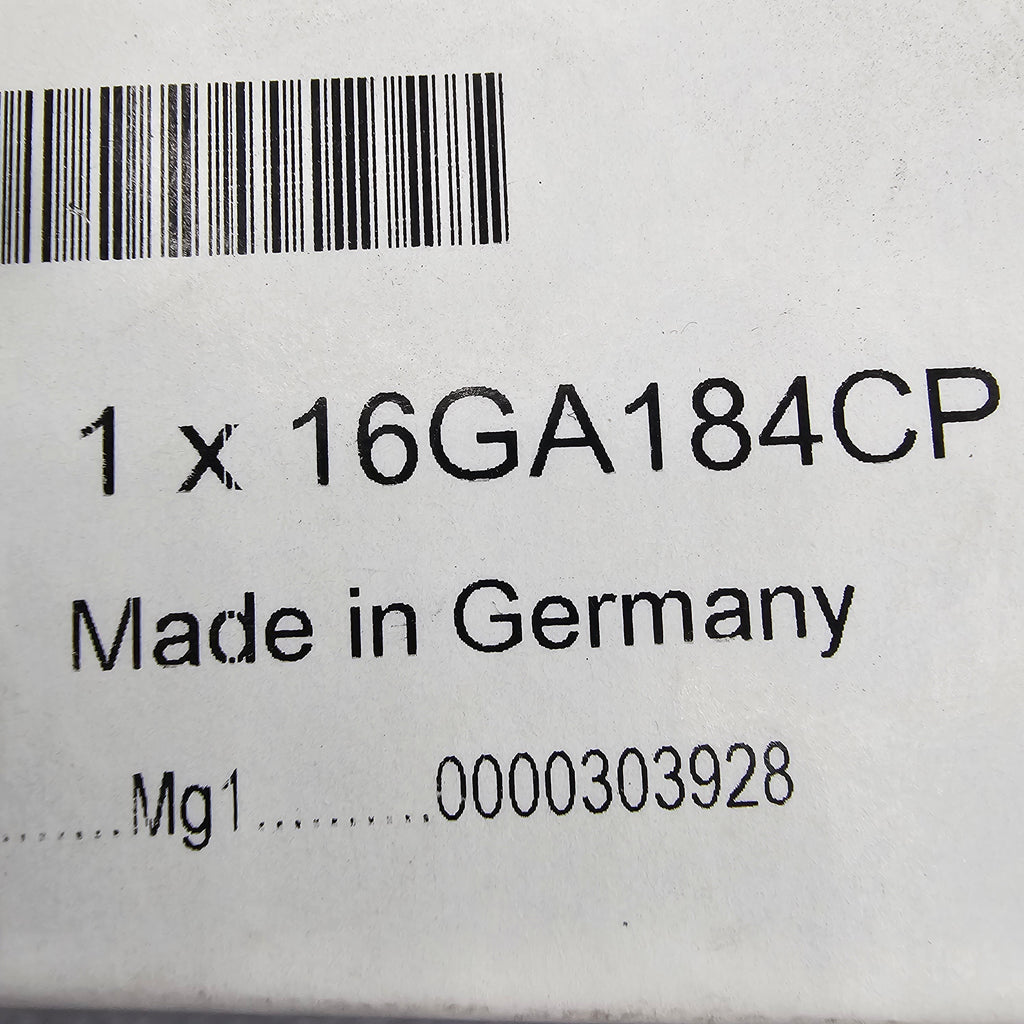 1 x 16GA184CP
Made in Germany
........Mg1...........0000303928